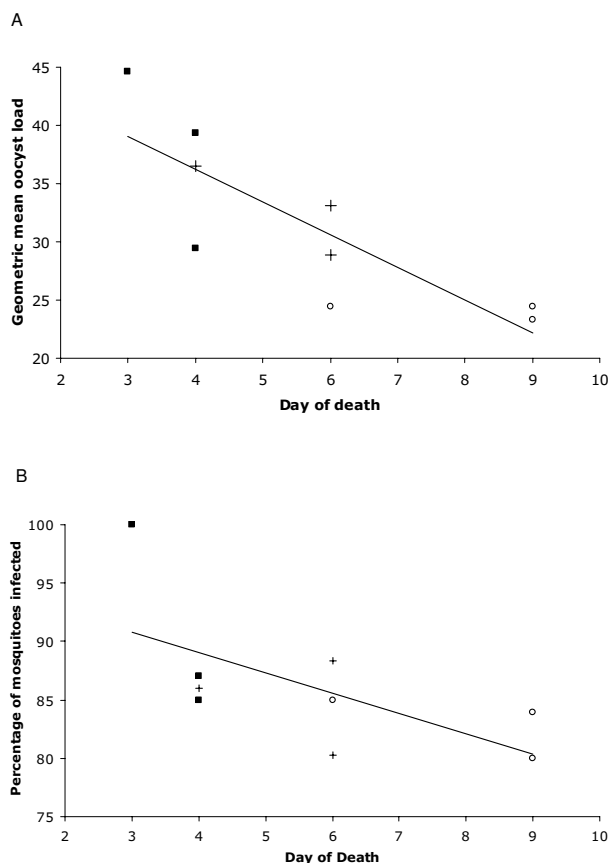 A
Geometric mean oocyst load
45
40
35
30
25
20
2 3 4 5 6 7 8 9 10
Day of death
B
Percentage of mosquitoes infected
100
95
90
85
80
75
2 3 4 5 6 7 8 9 10
Day of Death